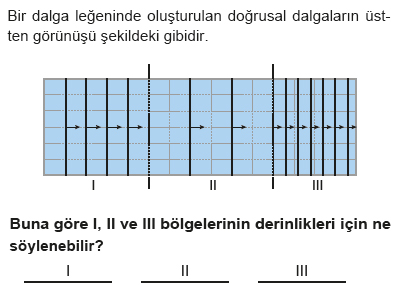 Bir dalga leğeninde oluşturulan doğrusal dalgaların üst-
ten görünüşü şekildeki gibidir.
I II III
Buna göre I, II ve III bölgelerinin derinlikleri için ne
söylenebilir?
I II III